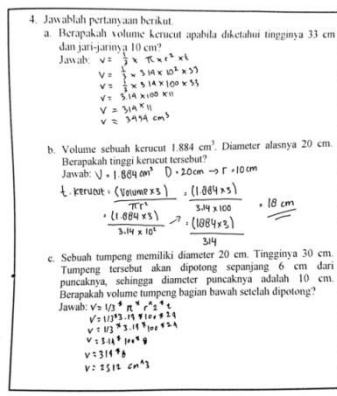 4. Jawablah pertanyaan berikut.
a. Berapakah volume kerucut apabila diketahui tingginya 33 cm
dan jari-jarinya 10 cm?
Jawab: V = 1/3 x π x r² x t
V = 1/3 x 3,14 x 10² x 33
V = 1/3 x 3,14 x 100 x 33
V = 3,14 x 100 x 11
V = 314 x 11
V = 3454 cm³
b. Volume sebuah kerucut 1.884 cm³. Diameter alasnya 20 cm.
Berapakah tinggi kerucut tersebut?
Jawab: V = 1.884 cm³ D = 20cm → r = 10cm
t. kerucut = (Volume x 3) / πr² = (1.884 x 3) / 3.14 x 100 = 18 cm
= (1.884 x 3) / 3.14 x 10² → = (1884 x 3) / 314
c. Sebuah tumpeng memiliki diameter 20 cm. Tingginya 30 cm.
Tumpeng tersebut akan dipotong sepanjang 6 cm dari
puncaknya, sehingga diameter puncaknya adalah 10 cm.
Berapakah volume tumpeng bagian bawah setelah dipotong?
Jawab: V = 1/3 * π * r^2 * t
V = 1/3 * 3.14 * 100 * 24
V = 1/3 * 3.14 * 100 * 24
V = 3.14 * 100 * 8
V = 314 * 8
V = 2512 cm^3